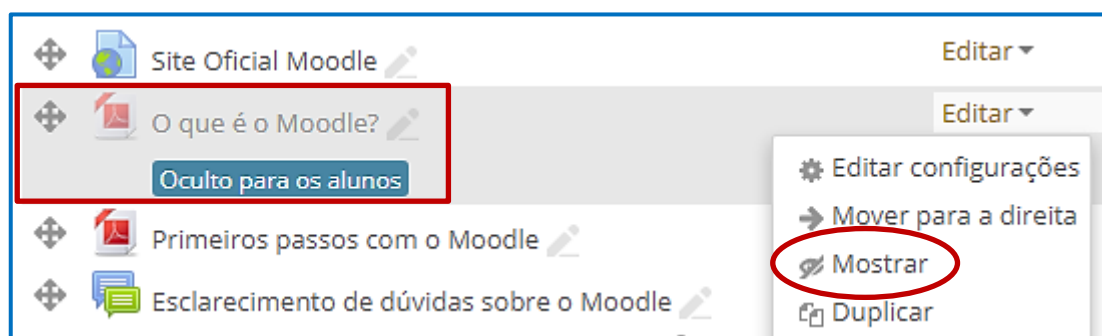 Site Oficial Moodle
Editar
O que é o Moodle?
Editar
Oculto para os alunos
Editar configurações
Mover para a direita
Primeiros passos com o Moodle
Mostrar
Esclarecimento de dúvidas sobre o Moodle
Duplicar